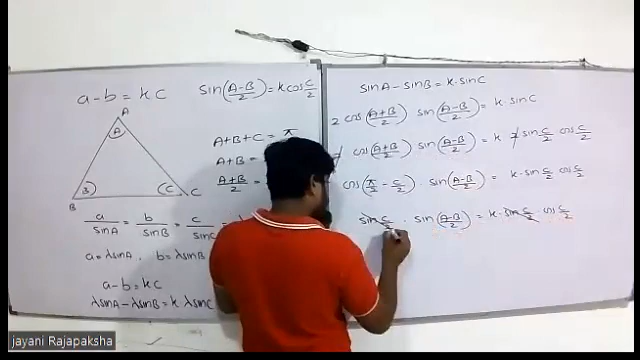 a-b = kC
sin(A-B/2) = k cos C/2
A
A
B
B
C
C
A+B+C = π
A+B =
A+B/2 =
a/sinA = b/sinB = c/sinC =
a = λsinA , b = λsinB
a-b = kC
λsinA - λsinB = k λsinC
sinA - sinB = k·sinC
2 cos(A+B/2) sin(A-B/2) = k·sinC
2 cos(A+B/2) sin(A-B/2) = k 2 sin C/2 cos C/2
cos(π/2 - C/2) · sin(A-B/2) = k·sin C/2 cos C/2
sin C/2 · sin(A-B/2) = k·sin C/2 · cos C/2
jayani Rajapaksha